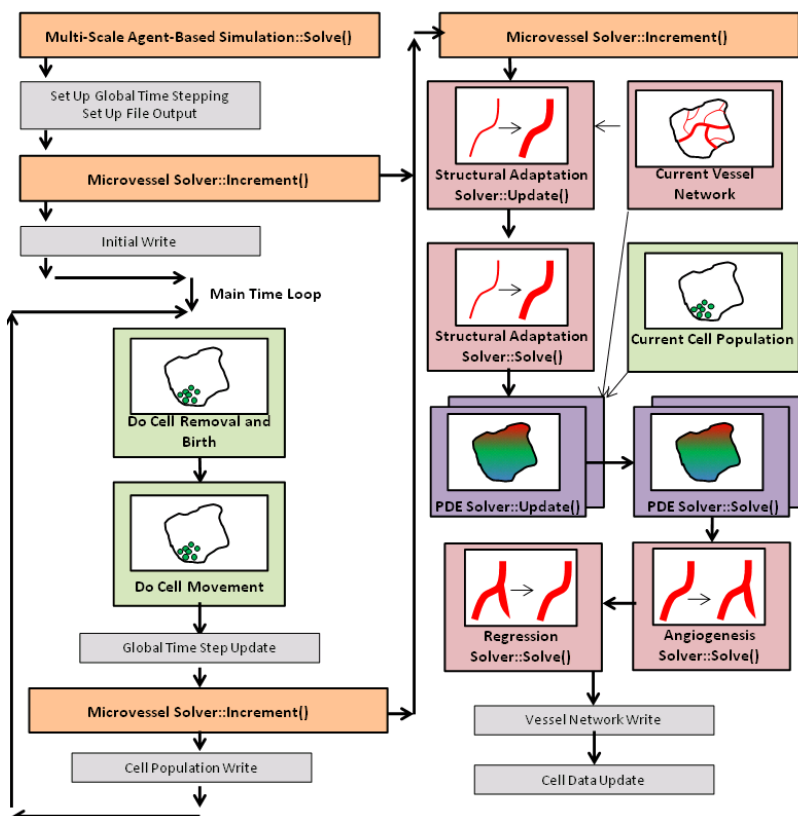 Multi-Scale Agent-Based Simulation::Solve()
Set Up Global Time Stepping
Set Up File Output
Microvessel Solver::Increment()
Initial Write
Main Time Loop
Do Cell Removal and
Birth
Do Cell Movement
Global Time Step Update
Microvessel Solver::Increment()
Cell Population Write
Microvessel Solver::Increment()
Structural Adaptation
Solver::Update()
Current Vessel
Network
Structural Adaptation
Solver::Solve()
Current Cell Population
PDE Solver::Update()
PDE Solver::Solve()
Regression
Solver::Solve()
Angiogenesis
Solver::Solve()
Vessel Network Write
Cell Data Update